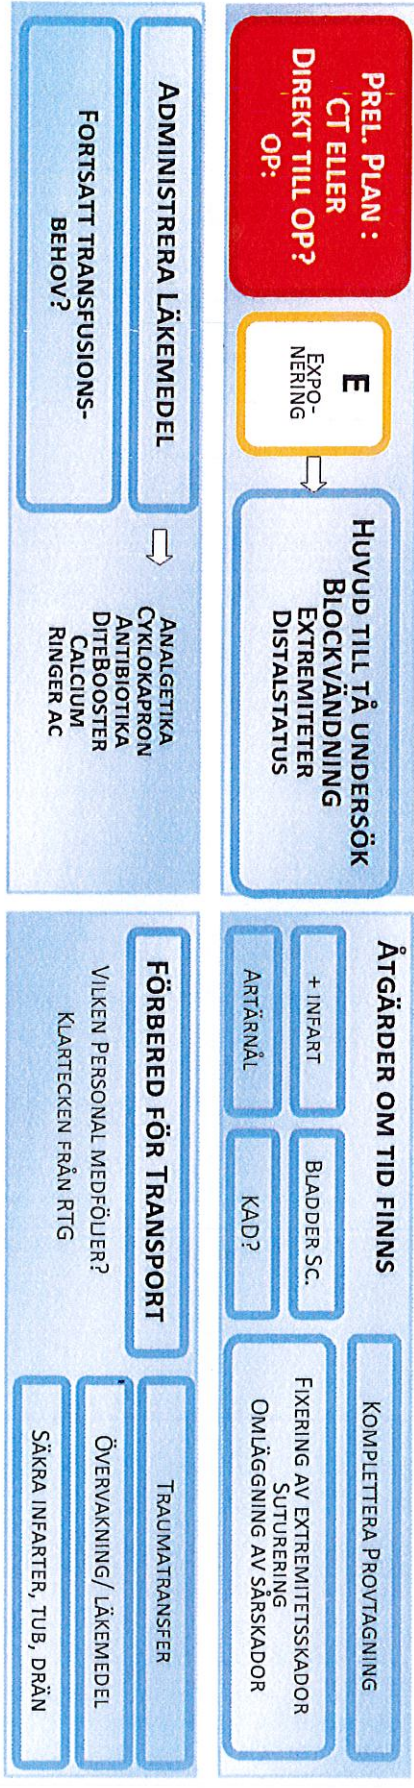 PREL. PLAN :
CT ELLER
DIREKT TILL OP?
OP:
E
EXPO-
NERING
HUVUD TILL TÅ UNDERSÖK
BLOCKVÄNDNING
EXTREMITETER
DISTALSTATUS
ADMINISTRERA LÄKEMEDEL
FORTSATT TRANSFUSIONS-
BEHOV?
ANALGETIKA
CYKLOKAPRON
ANTIBIOTIKA
DITEBOOSTER
CALCIUM
RINGER AC
ÅTGÄRDER OM TID FINNS
+ INFART
BLADDER SC.
ARTÄRNÅL
KAD?
KOMPLETTERA PROVTAGNING
FIXERING AV EXTREMITETSSKADOR
SUTURERING
OMLÄGGNING AV SÅRSKADOR
FÖRBERED FÖR TRANSPORT
VILKEN PERSONAL MEDFÖLJER?
KLARTECKEN FRÅN RTG
TRAUMATRANSFER
ÖVERVAKNING/ LÄKEMEDEL
SÄKRA INFARTER, TUB, DRÄN